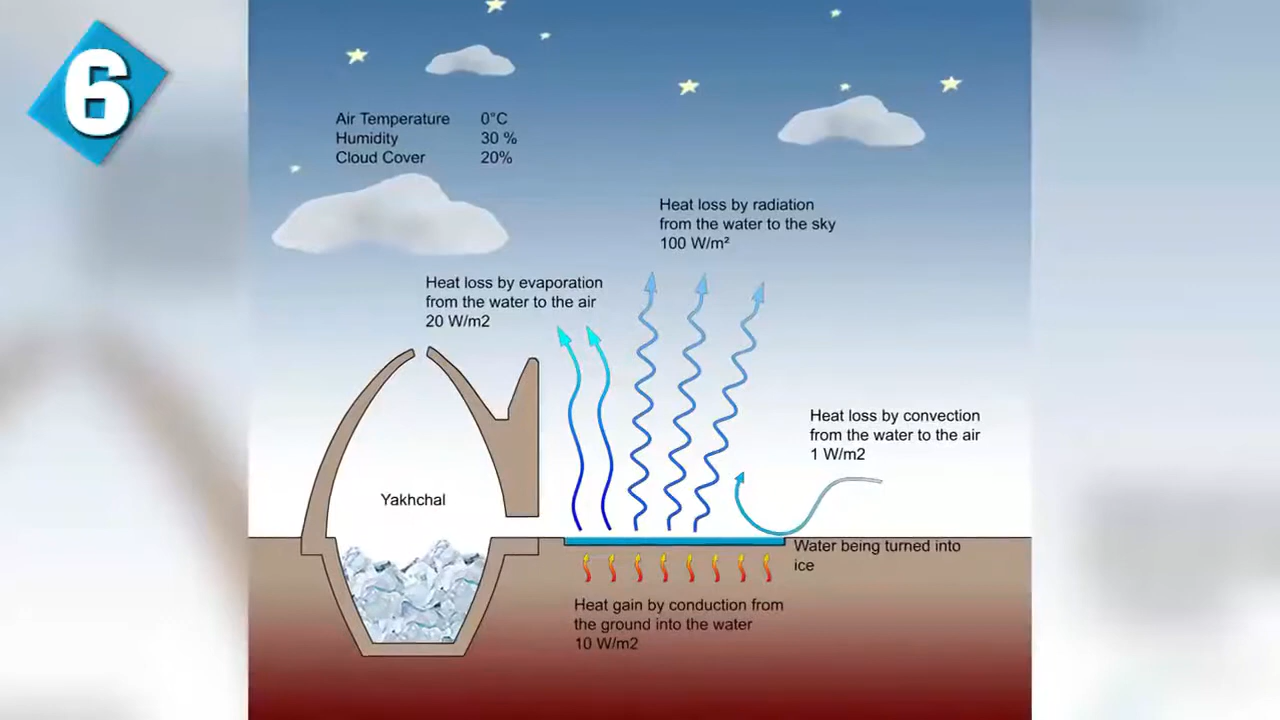 6
Air Temperature 0°C
Humidity 30 %
Cloud Cover 20%
Heat loss by radiation
from the water to the sky
100 W/m²
Heat loss by evaporation
from the water to the air
20 W/m2
Heat loss by convection
from the water to the air
1 W/m2
Yakhchal
Water being turned into
ice
Heat gain by conduction from
the ground into the water
10 W/m2